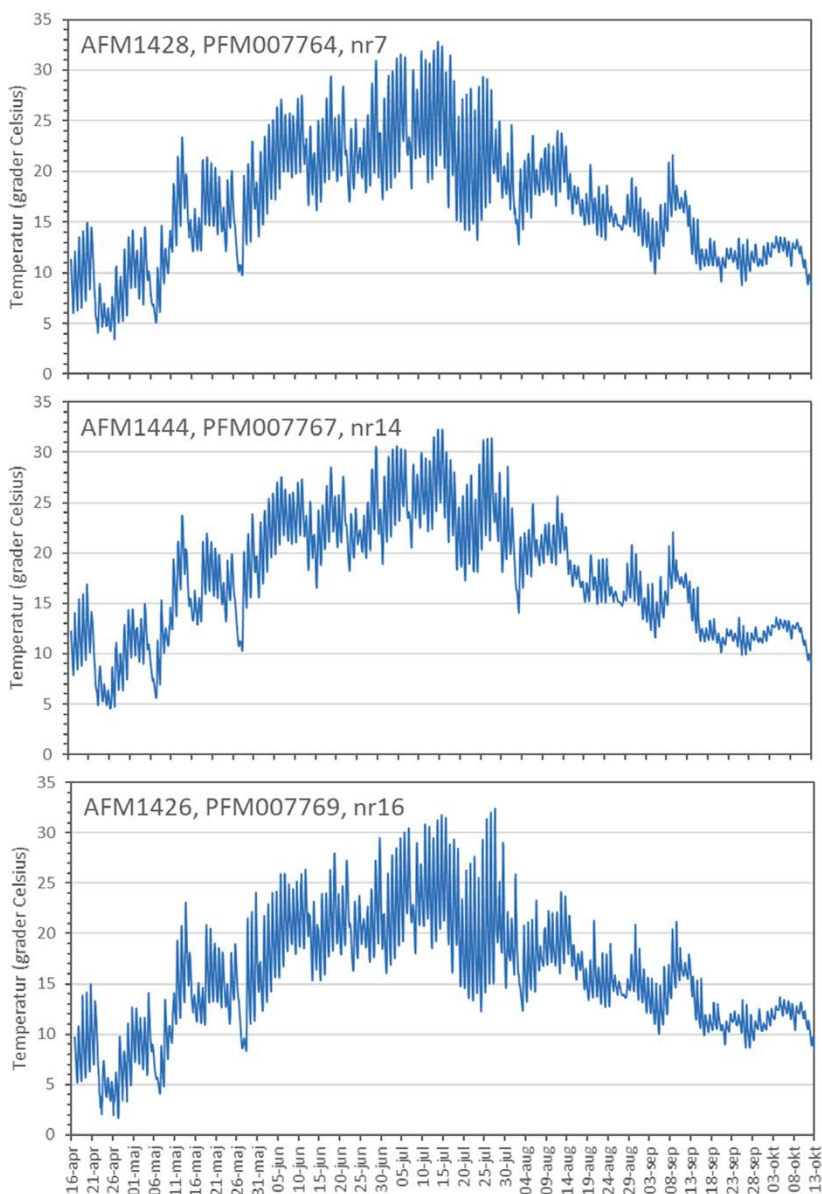 AFM1428, PFM007764, nr7
Temperatur (grader Celsius)
35
30
25
20
15
10
5
0
AFM1444, PFM007767, nr14
Temperatur (grader Celsius)
35
30
25
20
15
10
5
0
AFM1426, PFM007769, nr16
Temperatur (grader Celsius)
35
30
25
20
15
10
5
0
16-apr
21-apr
26-apr
01-maj
06-maj
11-maj
16-maj
21-maj
26-maj
31-maj
05-jun
10-jun
15-jun
20-jun
25-jun
30-jun
05-jul
10-jul
15-jul
20-jul
25-jul
30-jul
04-aug
09-aug
14-aug
19-aug
24-aug
29-aug
03-sep
08-sep
13-sep
18-sep
23-sep
28-sep
03-okt
08-okt
13-okt